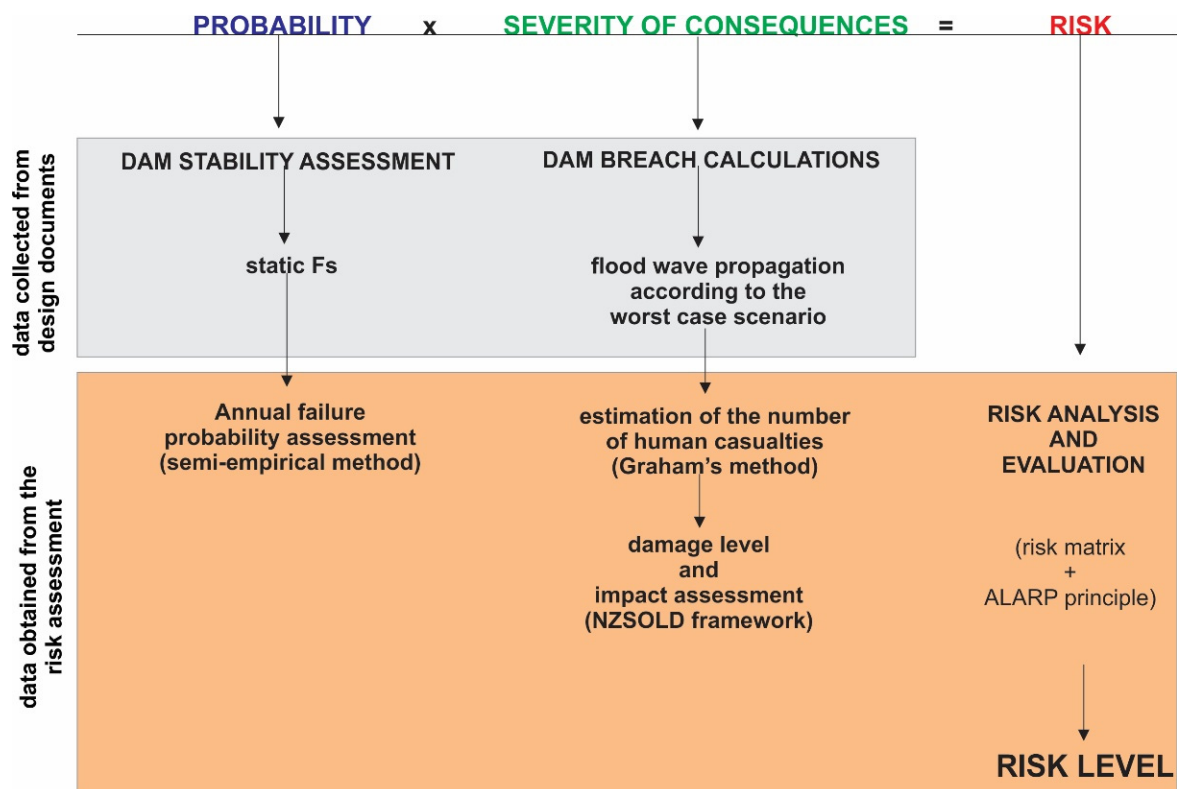 PROBABILITY x SEVERITY OF CONSEQUENCES = RISK
data collected from
design documents
DAM STABILITY ASSESSMENT
static Fs
DAM BREACH CALCULATIONS
flood wave propagation
according to the
worst case scenario
data obtained from the
risk assessment
Annual failure
probability assessment
(semi-empirical method)
estimation of the number
of human casualties
(Graham's method)
damage level
and
impact assessment
(NZSOLD framework)
RISK ANALYSIS
AND
EVALUATION
(risk matrix
+
ALARP principle)
RISK LEVEL